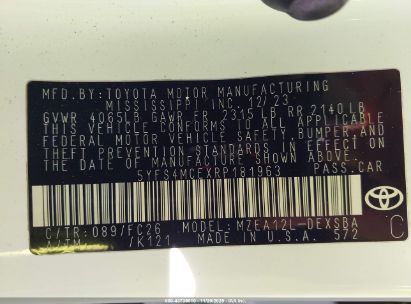 MFD. BY: TOYOTA MOTOR MANUFACTURING
MISSISSIPPI INC. 12/23
GVWR 4065LB GAWR FR 2315LB RR 2140LB
THIS VEHICLE CONFORMS TO ALL APPLICABLE
FEDERAL MOTOR VEHICLE SAFETY, BUMPER AND
THEFT PREVENTION STANDARDS IN EFFECT ON
THE DATE OF MANUFACTURE SHOWN ABOVE.
5YFS4MCEXRP181963 PASS.CAR
C/TR: 089/FC26 MODEL: MZEA12L-DEXSBA
A/TM: /K121 MADE IN U.S.A. 572 C
TOYOTA